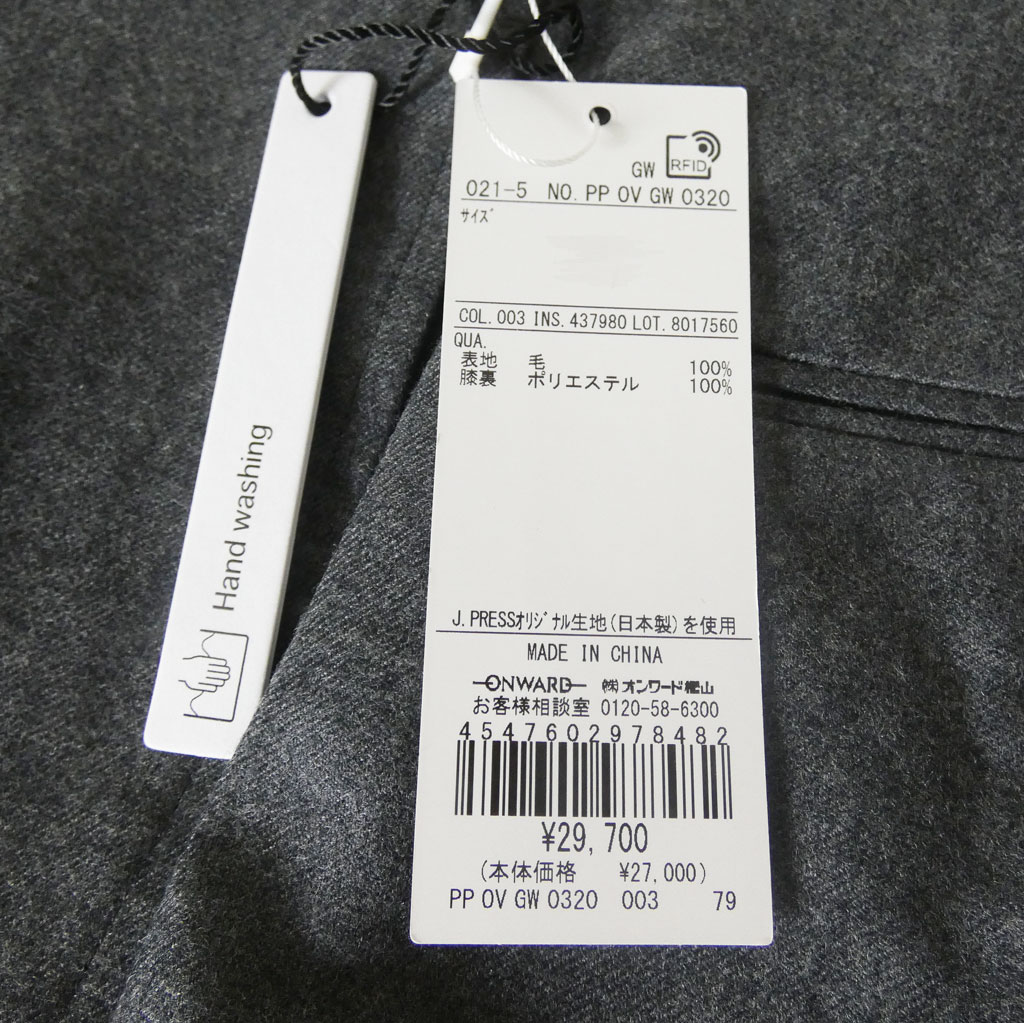 Hand washing
GW RFID
021-5 NO. PP OV GW 0320
サイズ
COL. 003 INS. 437980 LOT. 8017560
QUA.
表地 毛 100%
膝裏 ポリエステル 100%
J. PRESSオリジナル生地(日本製)を使用
MADE IN CHINA
ONWARD ㈱オンワード樫山
お客様相談室 0120-58-6300
4547602978482
¥29,700
(本体価格 ¥27,000)
PP OV GW 0320 003 79